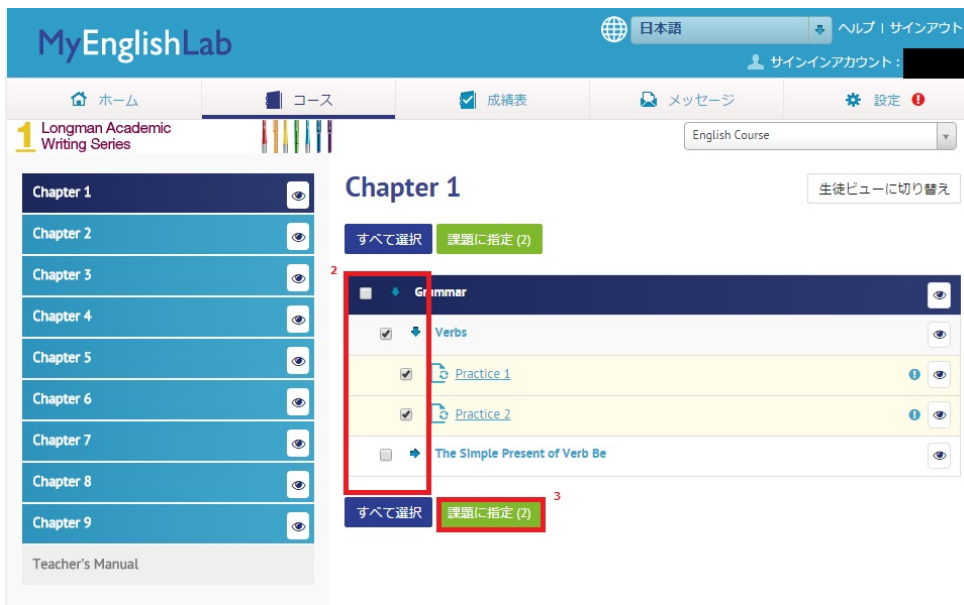 MyEnglishLab
日本語
ヘルプ | サインアウト
サインインアカウント :
ホーム
コース
成績表
メッセージ
設定
1 Longman Academic
Writing Series
English Course
Chapter 1
Chapter 2
Chapter 3
Chapter 4
Chapter 5
Chapter 6
Chapter 7
Chapter 8
Chapter 9
Teacher's Manual
Chapter 1
生徒ビューに切り替え
すべて選択
課題に指定 (2)
2
Grammar
Verbs
Practice 1
Practice 2
The Simple Present of Verb Be
すべて選択
課題に指定 (2)
3